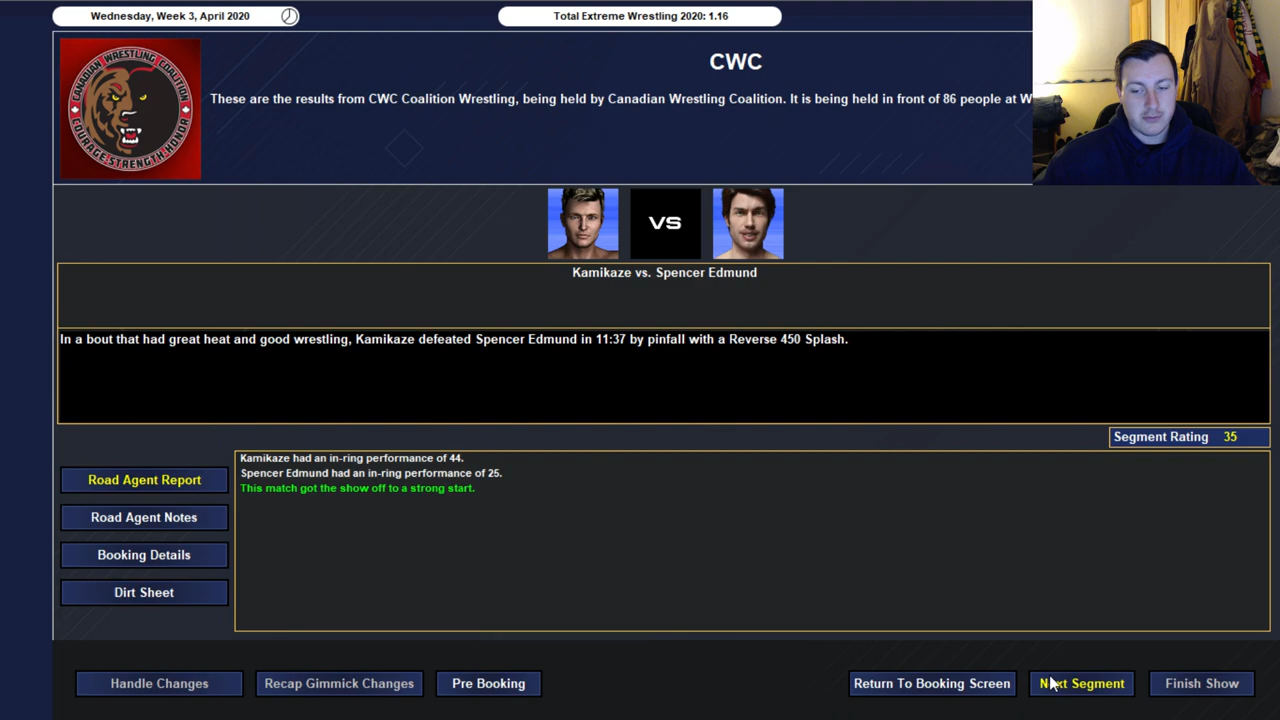 Wednesday, Week 3, April 2020
Total Extreme Wrestling 2020: 1.16
CANADIAN WRESTLING COALITION
COURAGE·STRENGTH·HONOR
CWC
These are the results from CWC Coalition Wrestling, being held by Canadian Wrestling Coalition. It is being held in front of 86 people at
VS
Kamikaze vs. Spencer Edmund
In a bout that had great heat and good wrestling, Kamikaze defeated Spencer Edmund in 11:37 by pinfall with a Reverse 450 Splash.
Segment Rating 35
Road Agent Report
Road Agent Notes
Booking Details
Dirt Sheet
Kamikaze had an in-ring performance of 44.
Spencer Edmund had an in-ring performance of 25.
This match got the show off to a strong start.
Handle Changes
Recap Gimmick Changes
Pre Booking
Return To Booking Screen
Next Segment
Finish Show